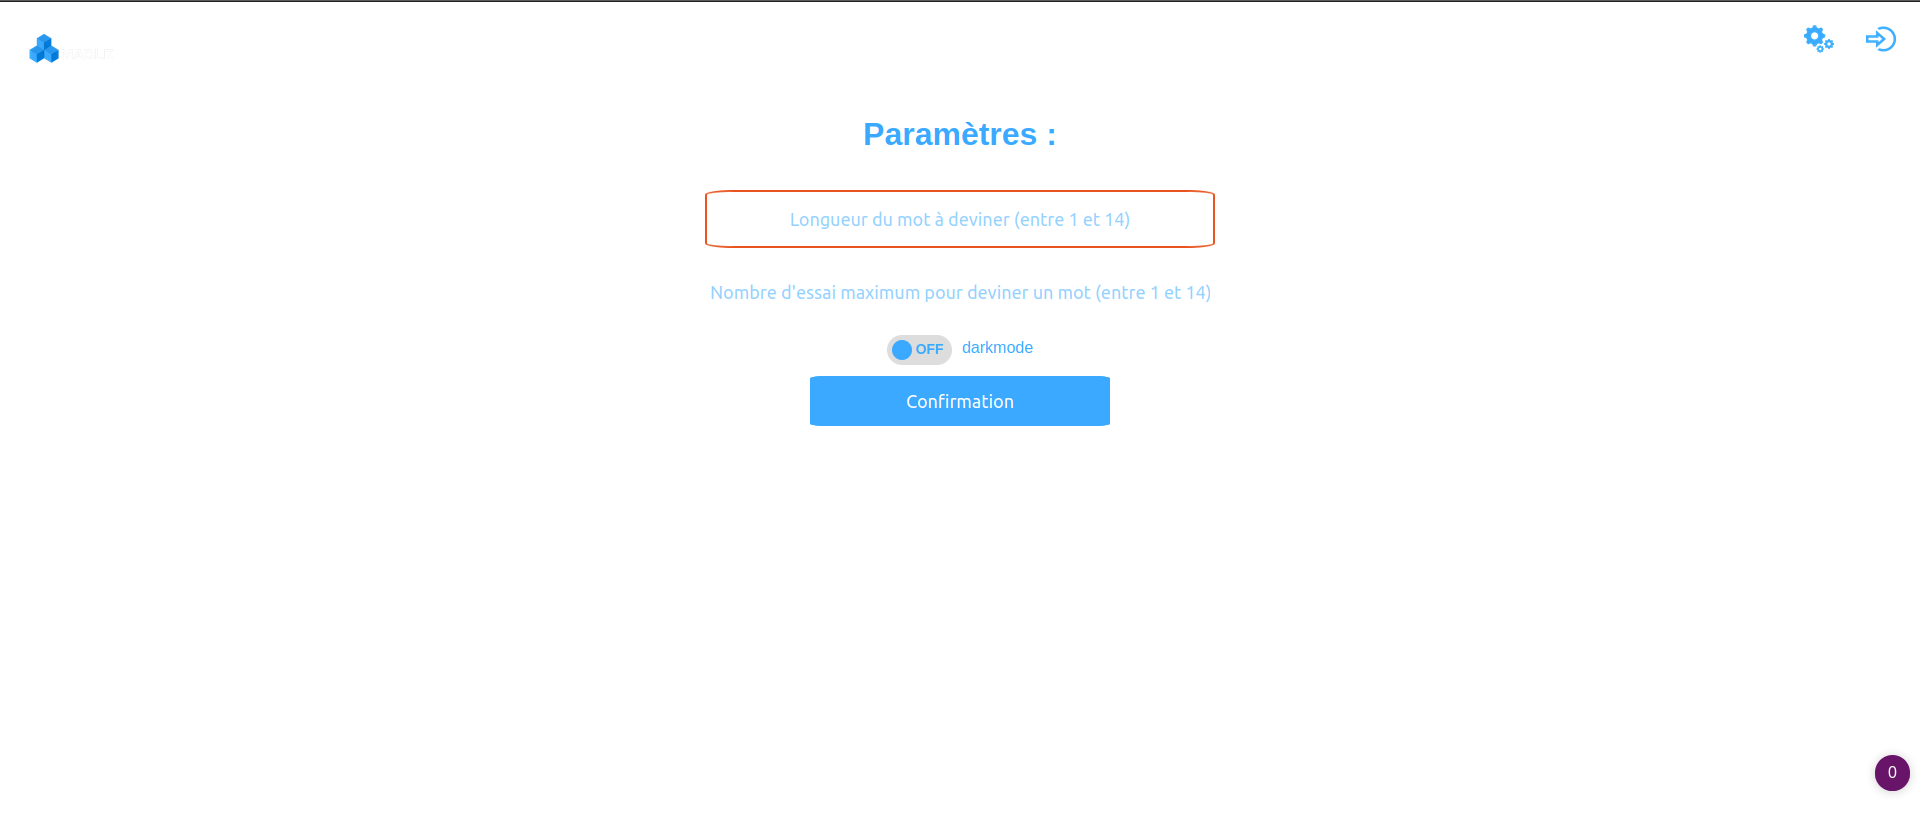 Paramètres :
Longueur du mot à deviner (entre 1 et 14)
Nombre d'essai maximum pour deviner un mot (entre 1 et 14)
OFF darkmode
Confirmation
0